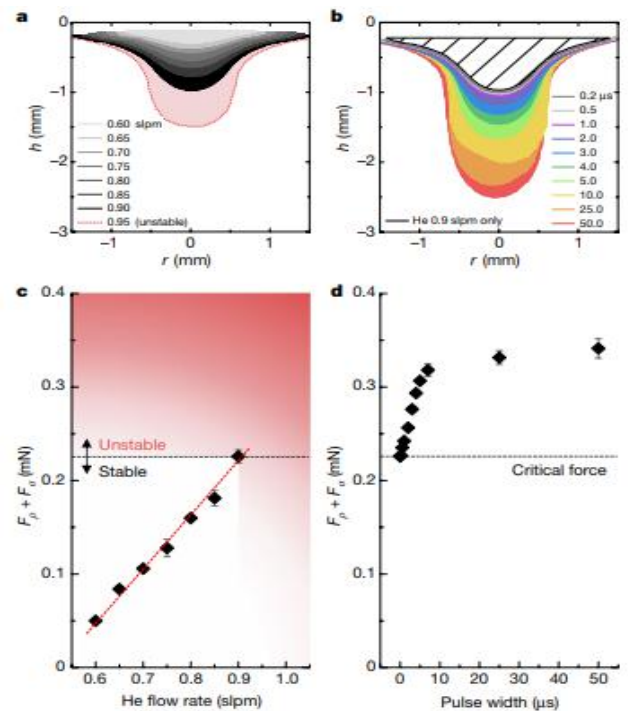 a
0
−1
−2
−3
h (mm)
0.60 slpm
0.65
0.70
0.75
0.80
0.85
0.90
0.95 (unstable)
−1
0
1
r (mm)
b
0
−1
−2
−3
h (mm)
0.2 μs
0.5
1.0
2.0
3.0
4.0
5.0
10.0
25.0
50.0
He 0.9 slpm only
−1
0
1
r (mm)
c
0.4
0.3
0.2
0.1
0
Fρ + Fσ (mN)
Unstable
Stable
0.6
0.7
0.8
0.9
1.0
He flow rate (slpm)
d
0.4
0.3
0.2
0.1
0
Fρ + Fσ (mN)
Critical force
0
10
20
30
40
50
Pulse width (μs)